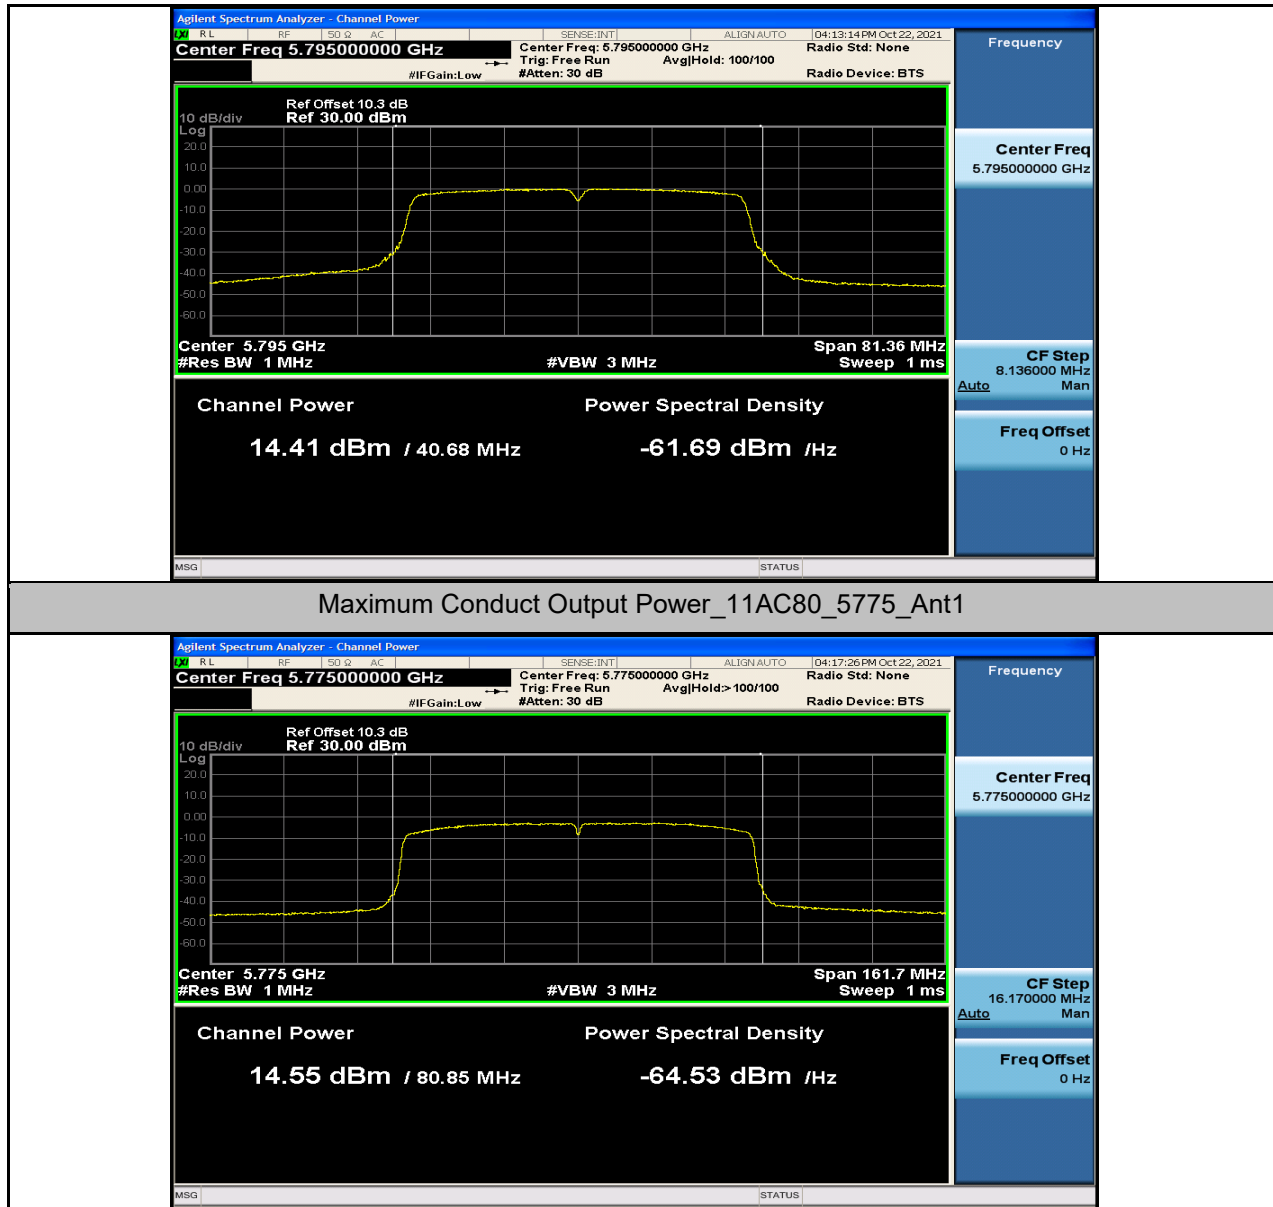 Agilent Spectrum Analyzer - Channel Power
LXI RL RF 50 Ω AC SENSE:INT ALIGN AUTO 04:13:14 PM Oct 22, 2021
Center Freq 5.795000000 GHz
Center Freq: 5.795000000 GHz Radio Std: None
Trig: Free Run Avg|Hold: 100/100
#IFGain:Low #Atten: 30 dB Radio Device: BTS
Frequency
Ref Offset 10.3 dB
10 dB/div Ref 30.00 dBm
Log
20.0
10.0
0.00
-10.0
-20.0
-30.0
-40.0
-50.0
-60.0
Center Freq
5.795000000 GHz
Center 5.795 GHz Span 81.36 MHz
#Res BW 1 MHz #VBW 3 MHz Sweep 1 ms
CF Step
8.136000 MHz
Auto Man
Channel Power Power Spectral Density
14.41 dBm / 40.68 MHz -61.69 dBm /Hz
Freq Offset
0 Hz
MSG STATUS
Maximum Conduct Output Power_11AC80_5775_Ant1
Agilent Spectrum Analyzer - Channel Power
LXI RL RF 50 Ω AC SENSE:INT ALIGN AUTO 04:17:26 PM Oct 22, 2021
Center Freq 5.775000000 GHz
Center Freq: 5.775000000 GHz Radio Std: None
Trig: Free Run Avg|Hold:>100/100
#IFGain:Low #Atten: 30 dB Radio Device: BTS
Frequency
Ref Offset 10.3 dB
10 dB/div Ref 30.00 dBm
Log
20.0
10.0
0.00
-10.0
-20.0
-30.0
-40.0
-50.0
-60.0
Center Freq
5.775000000 GHz
Center 5.775 GHz Span 161.7 MHz
#Res BW 1 MHz #VBW 3 MHz Sweep 1 ms
CF Step
16.170000 MHz
Auto Man
Channel Power Power Spectral Density
14.55 dBm / 80.85 MHz -64.53 dBm /Hz
Freq Offset
0 Hz
MSG STATUS